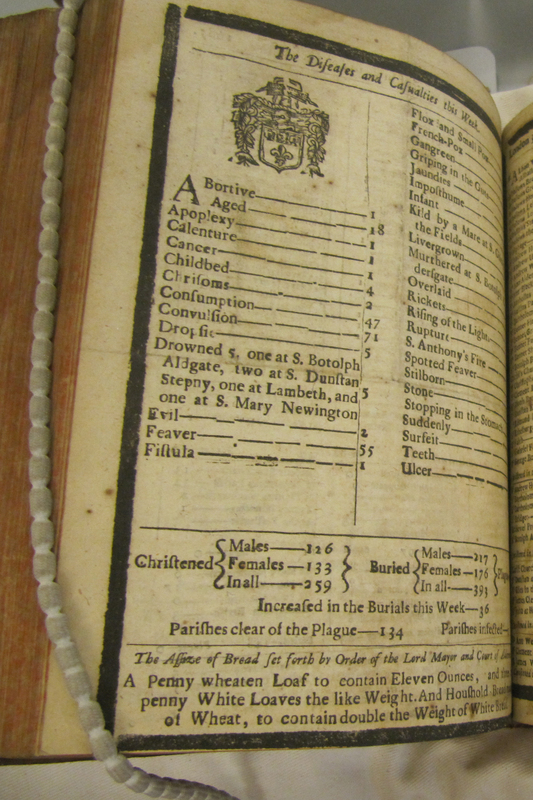 The Diſeaſes and Caſualties this Week.
ABortive——1
Aged——18
Apoplexy——1
Calenture——1
Cancer——1
Childbed——4
Chriſoms——2
Conſumption——47
Convulſion——71
Dropſie——5
Drowned 5, one at S. Botolph
Aldgate, two at S. Dunſtan
Stepny, one at Lambeth, and 5
one at S. Mary Newington
Evil——2
Feaver——55
Fiſtula——1
Flox and Small Pox
French-Pox
Gangreen
Griping in the Guts
Jaundies
Impoſthume
Infant
Kild by a Mare at S.
the Fields
Livergrown
Murthered at S.
Overlaid
Rickets
Riſing of the Light
Rupture
S. Anthony's Fire
Spotted Feaver
Stilborn
Stone
Stopping in the Stomach
Suddenly
Surfeit
Teeth
Ulcer
Chriſtened { Males——126 Females——133 In all——259 } Buried { Males——217 Females——176 In all——393 }
Increaſed in the Burials this Week—36
Pariſhes clear of the Plague—134 Pariſhes infected—
The Aſſize of Bread ſet forth by Order of the Lord Mayor and Court of
A Penny wheaten Loaf to contain Eleven Ounces, and
penny White Loaves the like Weight. And Houſhold
of Wheat, to contain double the Weight of White